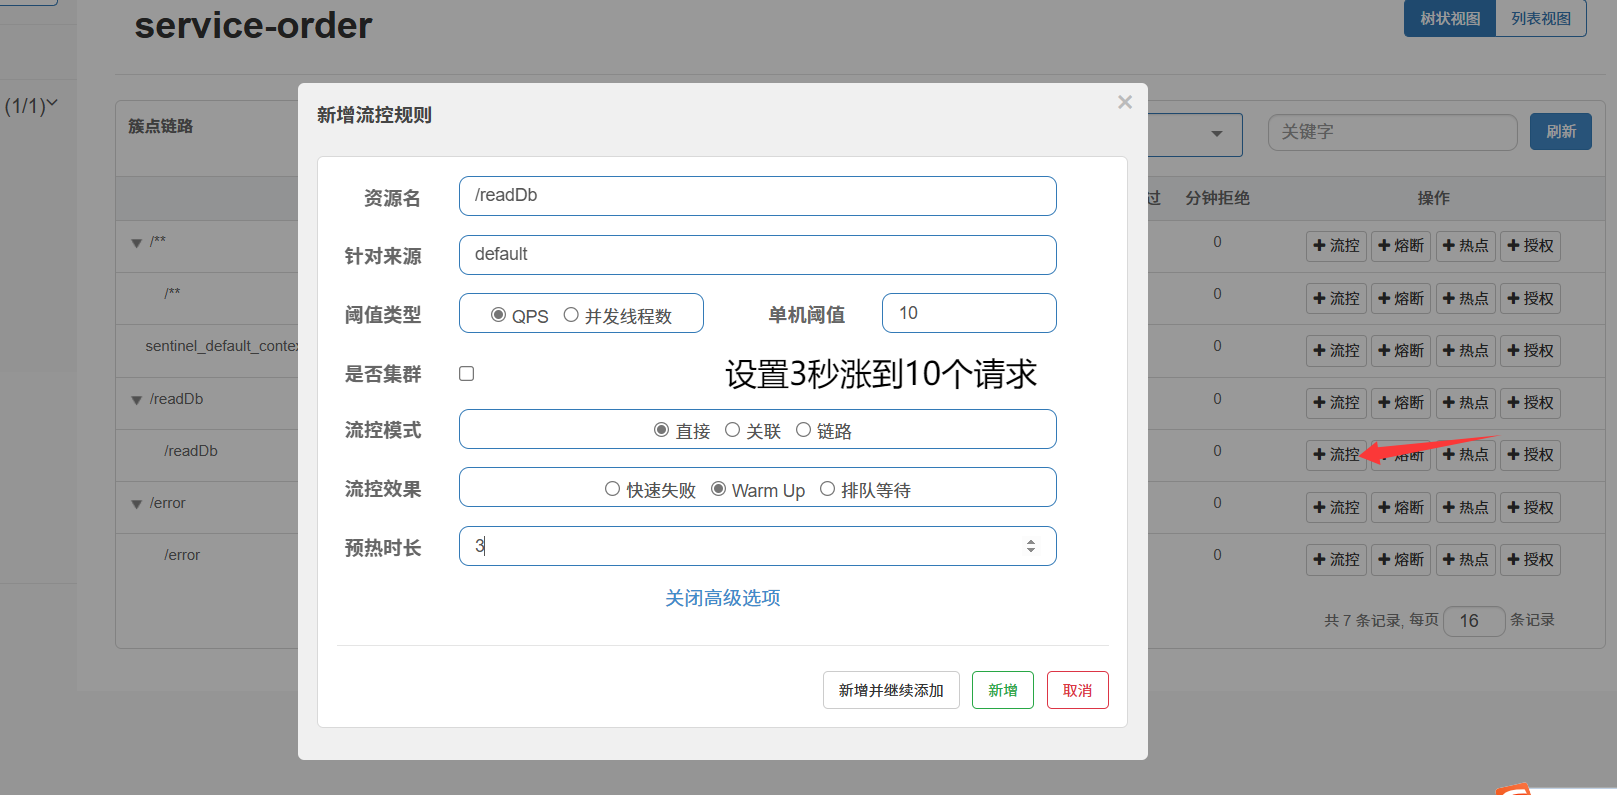 service-order
树状视图 列表视图
(1/1)
新增流控规则 ×
簇点链路
关键字 刷新
资源名 /readDb
过 分钟拒绝 操作
/** 0 流控 熔断 热点 授权
针对来源 default
/** 0 流控 熔断 热点 授权
阈值类型 QPS 并发线程数 单机阈值 10
sentinel_default_conte 0 流控 熔断 热点 授权
是否集群 设置3秒涨到10个请求
/readDb 0 流控 熔断 热点 授权
流控模式 直接 关联 链路
/readDb 0 流控 熔断 热点 授权
流控效果 快速失败 Warm Up 排队等待
/error 0 流控 熔断 热点 授权
预热时长 3
/error 0 流控 熔断 热点 授权
关闭高级选项
共 7 条记录, 每页 16 条记录
新增并继续添加 新增 取消